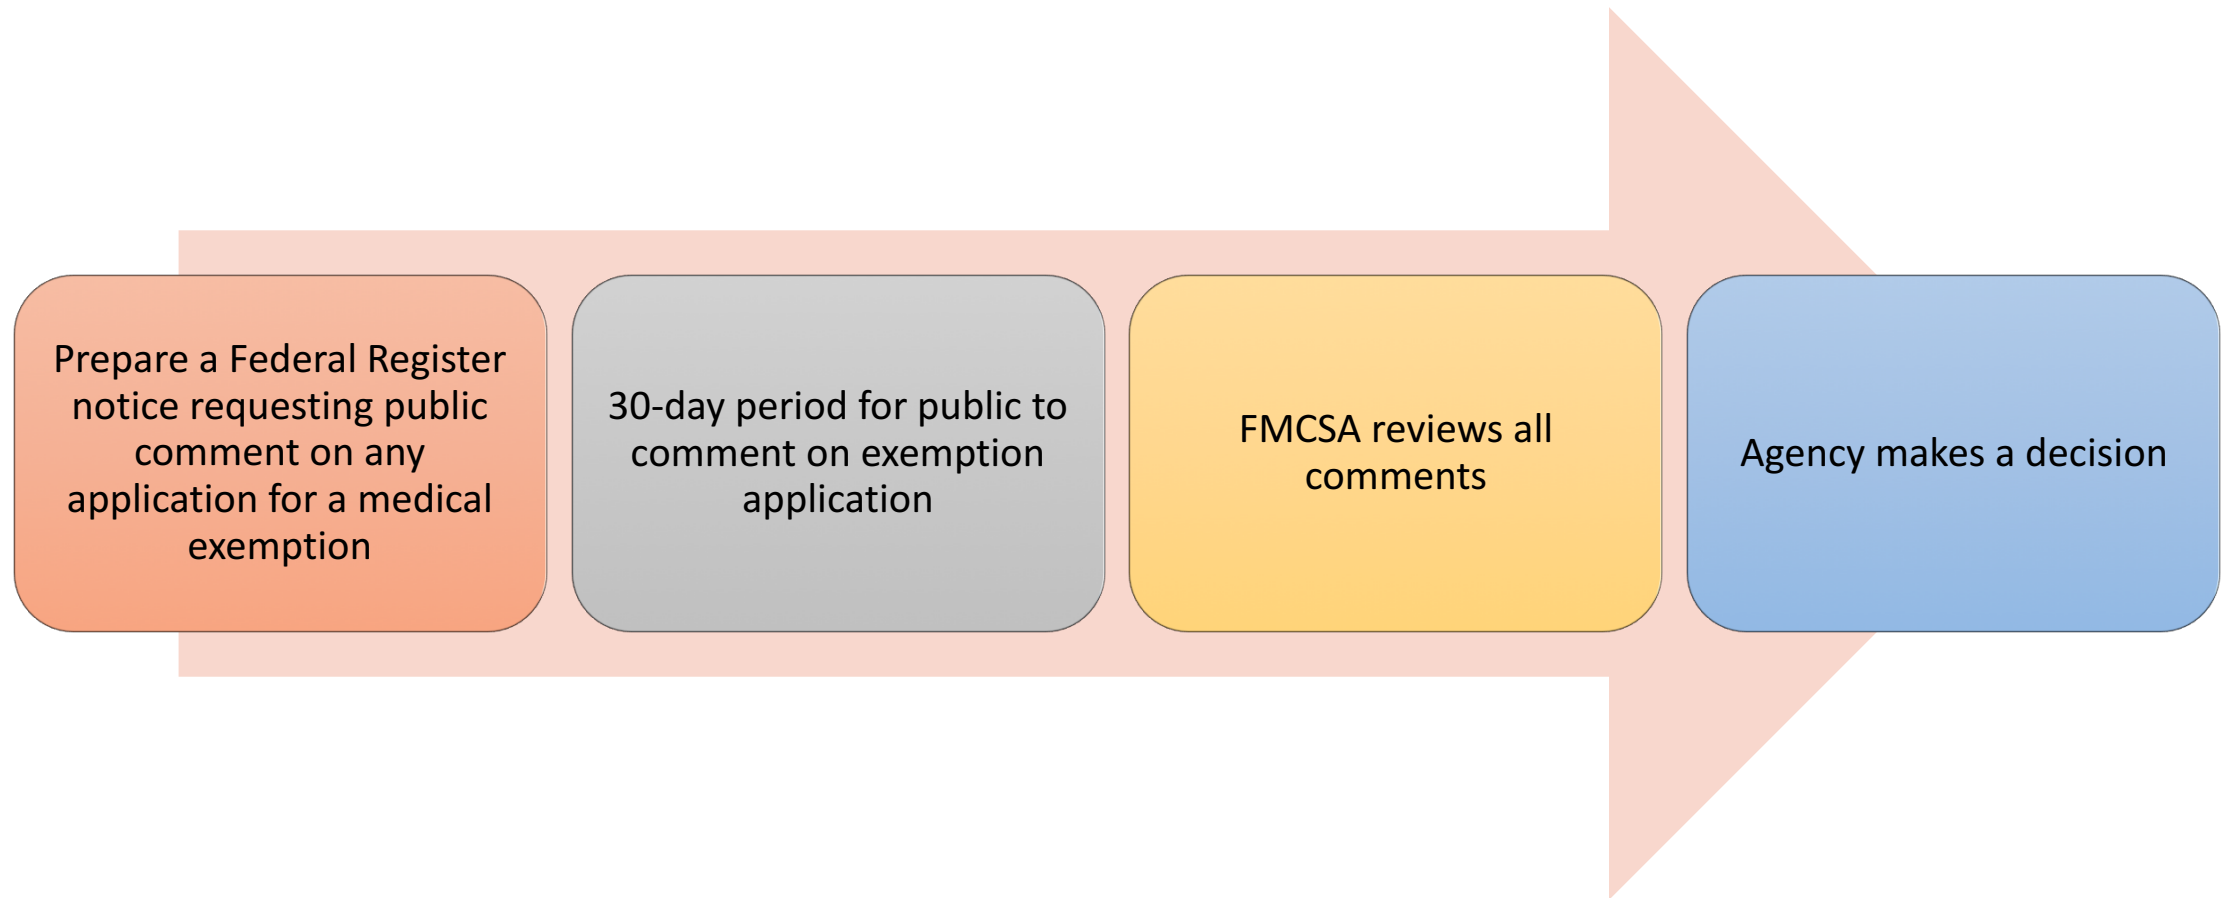 Prepare a Federal Register
notice requesting public
comment on any
application for a medical
exemption
30-day period for public to
comment on exemption
application
FMCSA reviews all
comments
Agency makes a decision